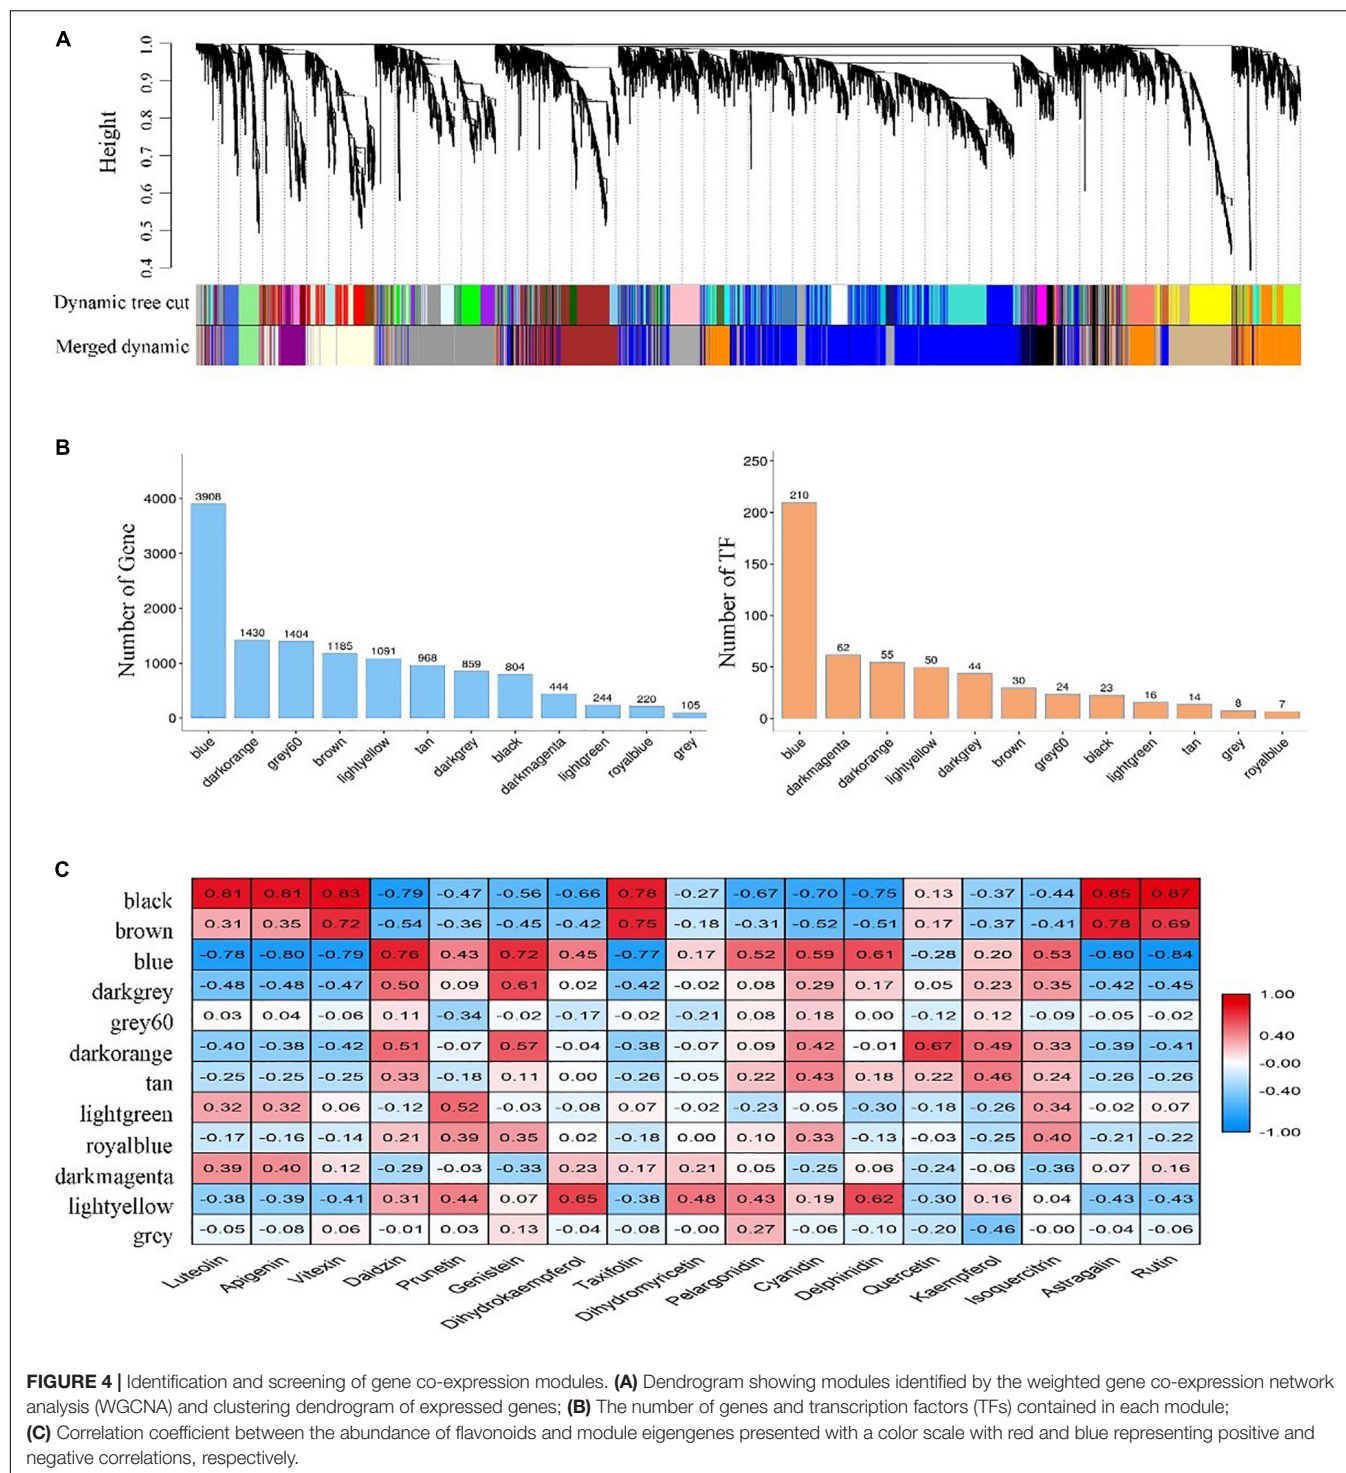 A
Height
1.0
0.9
0.8
0.7
0.6
0.5
0.4
Dynamic tree cut
Merged dynamic
B
Number of Gene
4000
3000
2000
1000
0
3908
1430
1404
1185
1091
968
859
804
444
244
220
105
blue
darkorange
grey60
brown
lightyellow
tan
darkgrey
black
darkmagenta
lightgreen
royalblue
grey
Number of TF
250
200
150
100
50
0
210
62
55
50
44
30
24
23
16
14
8
7
blue
darkmagenta
darkorange
lightyellow
darkgrey
brown
grey60
black
lightgreen
tan
grey
royalblue
C
black 0.81 0.81 0.83 -0.79 -0.47 -0.56 -0.66 0.78 -0.27 -0.67 -0.70 -0.75 0.13 -0.37 -0.44 0.85 0.87
brown 0.31 0.35 0.72 -0.54 -0.36 -0.45 -0.42 0.75 -0.18 -0.31 -0.52 -0.51 0.17 -0.37 -0.41 0.78 0.69
blue -0.78 -0.80 -0.79 0.76 0.43 0.72 0.45 -0.77 0.17 0.52 0.59 0.61 -0.28 0.20 0.53 -0.80 -0.84
darkgrey -0.48 -0.48 -0.47 0.50 0.09 0.61 0.02 -0.42 -0.02 0.08 0.29 0.17 0.05 0.23 0.35 -0.42 -0.45
grey60 0.03 0.04 -0.06 0.11 -0.34 -0.02 -0.17 -0.02 -0.21 0.08 0.18 0.00 -0.12 0.12 -0.09 -0.05 -0.02
darkorange -0.40 -0.38 -0.42 0.51 -0.07 0.57 -0.04 -0.38 -0.07 0.09 0.42 -0.01 0.67 0.49 0.33 -0.39 -0.41
tan -0.25 -0.25 -0.25 0.33 -0.18 0.11 0.00 -0.26 -0.05 0.22 0.43 0.18 0.22 0.46 0.24 -0.26 -0.26
lightgreen 0.32 0.32 0.06 -0.12 0.52 -0.03 -0.08 0.07 -0.02 -0.23 -0.05 -0.30 -0.18 -0.26 0.34 -0.02 0.07
royalblue -0.17 -0.16 -0.14 0.21 0.39 0.35 0.02 -0.18 0.00 0.10 0.33 -0.13 -0.03 -0.25 0.40 -0.21 -0.22
darkmagenta 0.39 0.40 0.12 -0.29 -0.03 -0.33 0.23 0.17 0.21 0.05 -0.25 0.06 -0.24 -0.06 -0.36 0.07 0.16
lightyellow -0.38 -0.39 -0.41 0.31 0.44 0.07 0.65 -0.38 0.48 0.43 0.19 0.62 -0.30 0.16 0.04 -0.43 -0.43
grey -0.05 -0.08 0.06 -0.01 0.03 0.13 -0.04 -0.08 -0.00 0.27 -0.06 -0.10 -0.20 -0.46 -0.00 -0.04 -0.06
Luteolin
Apigenin
Vitexin
Daidzin
Prunetin
Genistein
Dihydrokaempferol
Taxifolin
Dihydromyricetin
Pelargonidin
Cyanidin
Delphinidin
Quercetin
Kaempferol
Isoquercitrin
Astragalin
Rutin
1.00
0.40
-0.00
-0.40
-1.00
FIGURE 4 | Identification and screening of gene co-expression modules. (A) Dendrogram showing modules identified by the weighted gene co-expression network
analysis (WGCNA) and clustering dendrogram of expressed genes; (B) The number of genes and transcription factors (TFs) contained in each module;
(C) Correlation coefficient between the abundance of flavonoids and module eigengenes presented with a color scale with red and blue representing positive and
negative correlations, respectively.